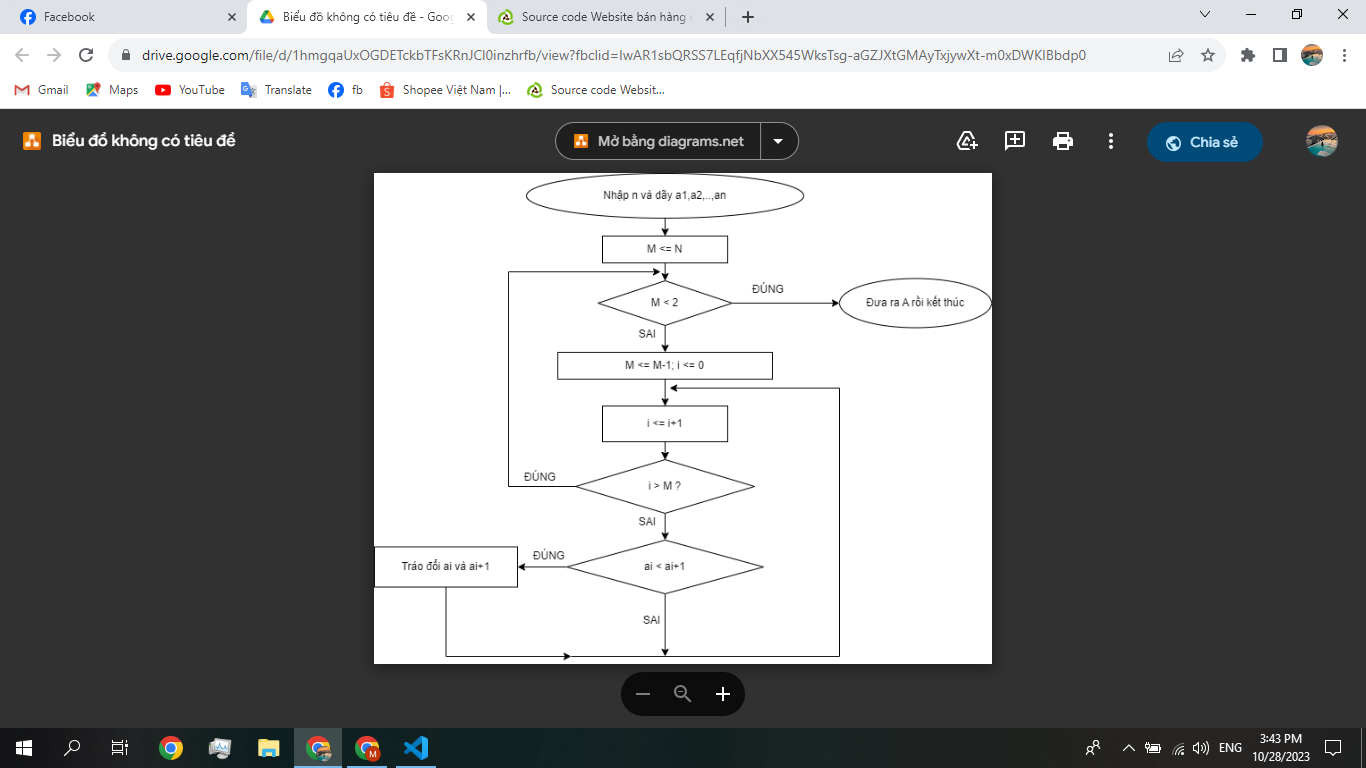 Facebook
Biểu đồ không có tiêu đề - Goog
Source code Website bán hàng
drive.google.com/file/d/1hmgqaUxOGDETckbTFsKRnJCl0inzhrfb/view?fbclid=IwAR1sbQRSS7LEqfjNbXX545WksTsg-aGZJXtGMAyTxjywXt-m0xDWKIBbdp0
Gmail
Maps
YouTube
Translate
fb
Shopee Việt Nam |...
Source code Websit...
Biểu đồ không có tiêu đề
Mở bằng diagrams.net
Chia sẻ
Nhập n và dãy a1,a2,..,an
M <= N
M < 2
ĐÚNG
Đưa ra A rồi kết thúc
SAI
M <= M-1; i <= 0
i <= i+1
ĐÚNG
i > M ?
SAI
ĐÚNG
Tráo đổi ai và ai+1
ai < ai+1
SAI
M
ENG
3:43 PM
10/28/2023